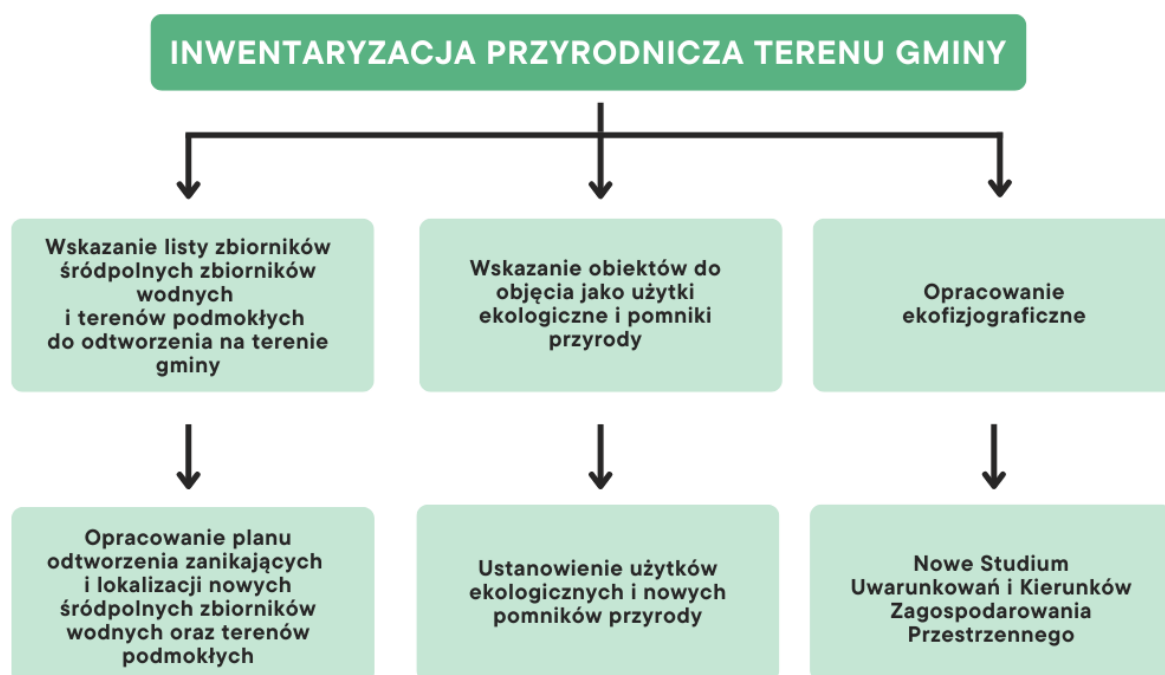 INWENTARYZACJA PRZYRODNICZA TERENU GMINY
Wskazanie listy zbiorników
śródpolnych zbiorników
wodnych
i terenów podmokłych
do odtworzenia na terenie
gminy
Wskazanie obiektów do
objęcia jako użytki
ekologiczne i pomniki
przyrody
Opracowanie
ekofizjograficzne
Opracowanie planu
odtworzenia zanikających
i lokalizacji nowych
śródpolnych zbiorników
wodnych oraz terenów
podmokłych
Ustanowienie użytków
ekologicznych i nowych
pomników przyrody
Nowe Studium
Uwarunkowań i Kierunków
Zagospodarowania
Przestrzennego